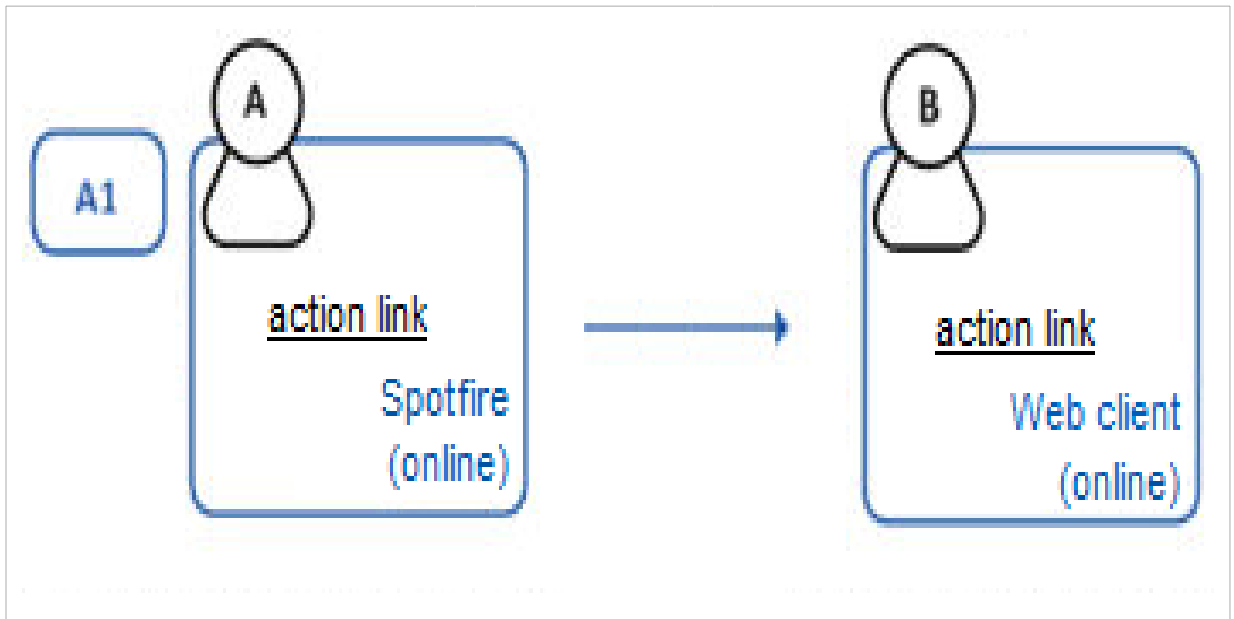 A
A1
action link
Spotfire
(online)
B
action link
Web client
(online)